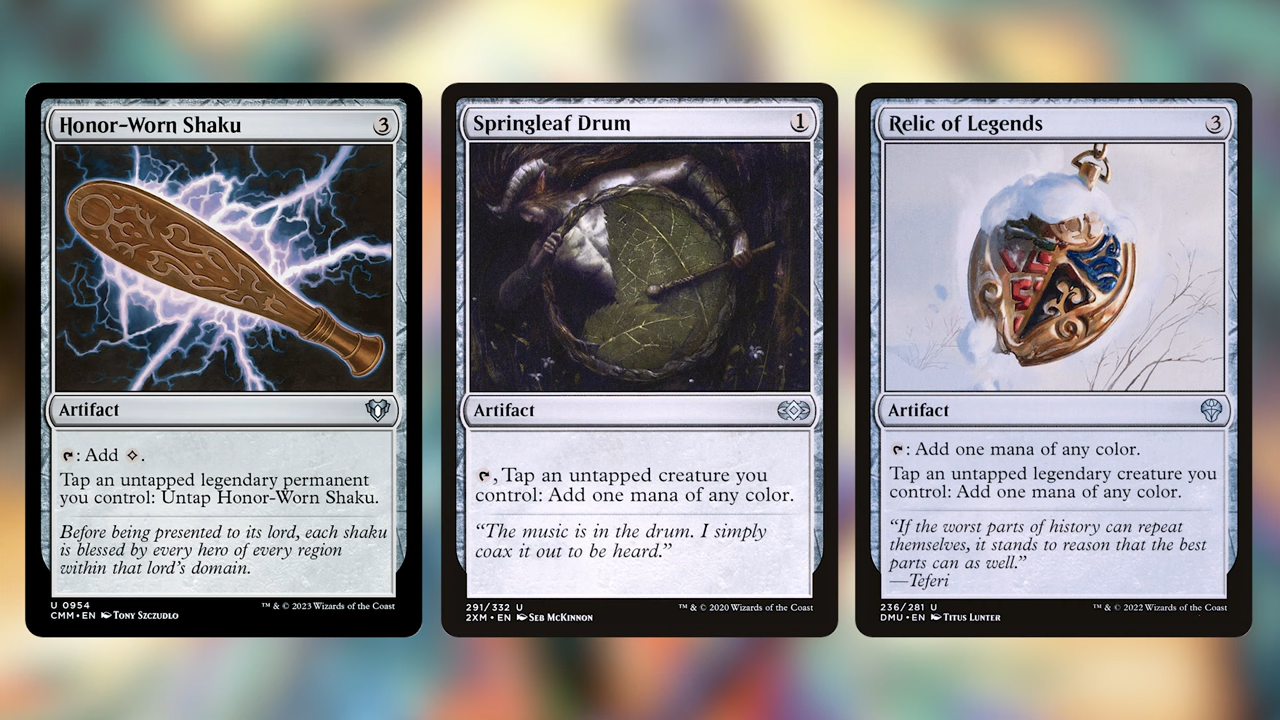 Honor-Worn Shaku 3
Artifact
: Add .
Tap an untapped legendary permanent
you control: Untap Honor-Worn Shaku.
Before being presented to its lord, each shaku
is blessed by every hero of every region
within that lord's domain.
U 0954
CMM • EN Tony Szczudlo
™ & © 2023 Wizards of the Coast
Springleaf Drum 1
Artifact
, Tap an untapped creature you
control: Add one mana of any color.
“The music is in the drum. I simply
coax it out to be heard.”
291/332 U
2XM • EN Seb McKinnon
™ & © 2020 Wizards of the Coast
Relic of Legends 3
Artifact
: Add one mana of any color.
Tap an untapped legendary creature you
control: Add one mana of any color.
“If the worst parts of history can repeat
themselves, it stands to reason that the best
parts can as well.”
—Teferi
236/281 U
DMU • EN Titus Lunter
™ & © 2022 Wizards of the Coast